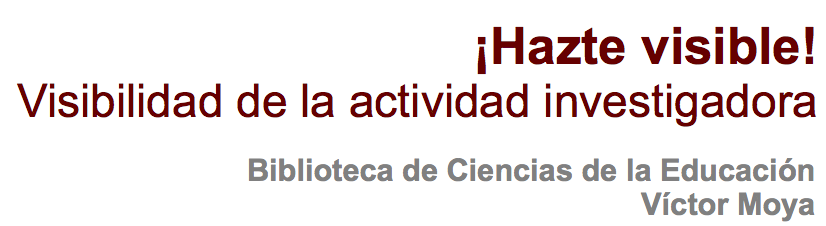 ¡Hazte visible!
Visibilidad de la actividad investigadora
Biblioteca de Ciencias de la Educación
Víctor Moya